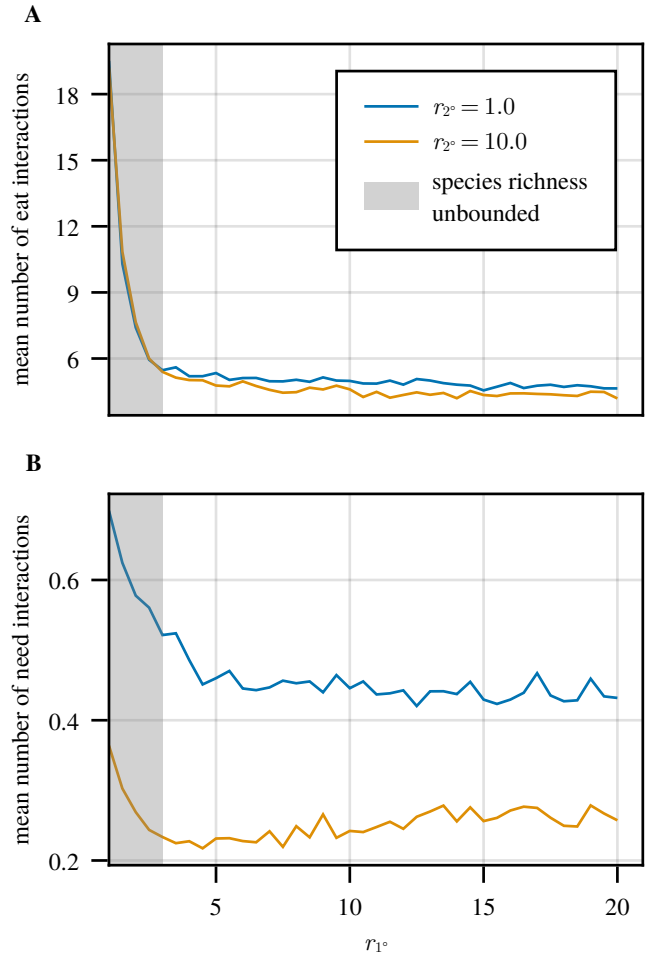 A
mean number of eat interactions
18
15
12
9
6
r₂° = 1.0
r₂° = 10.0
species richness
unbounded
B
mean number of need interactions
0.6
0.4
0.2
5
10
15
20
r₁°